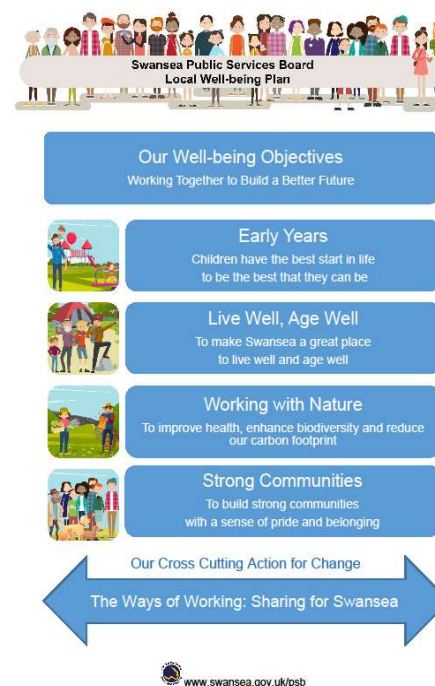 Swansea Public Services Board
Local Well-being Plan
Our Well-being Objectives
Working Together to Build a Better Future
Early Years
Children have the best start in life
to be the best that they can be
Live Well, Age Well
To make Swansea a great place
to live well and age well
Working with Nature
To improve health, enhance biodiversity and reduce
our carbon footprint
Strong Communities
To build strong communities
with a sense of pride and belonging
Our Cross Cutting Action for Change
The Ways of Working: Sharing for Swansea
www.swansea.gov.uk/psb